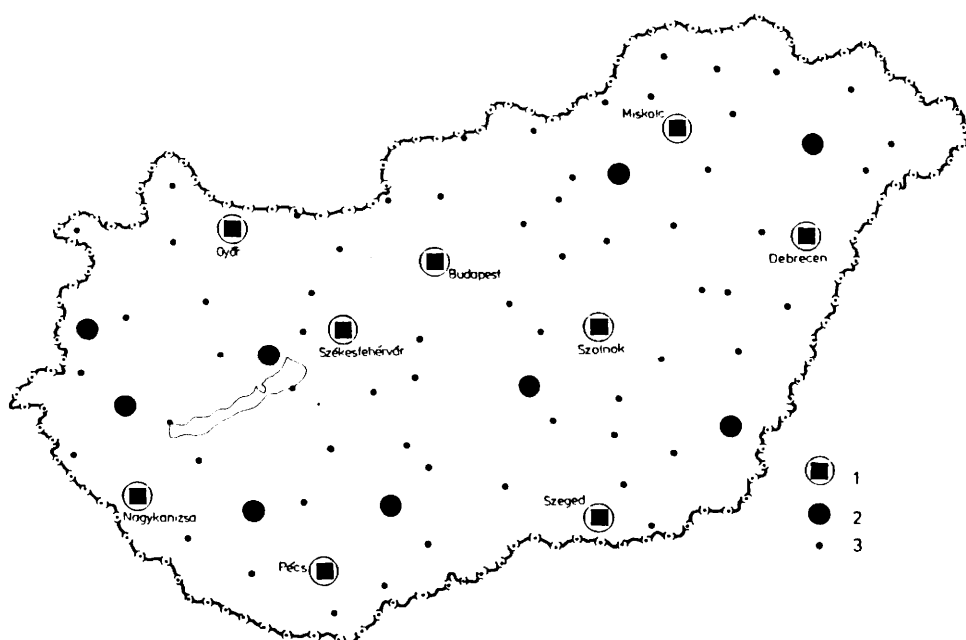 Miskolc
Győr
Budapest
Debrecen
Székesfehérvár
Szolnok
Nagykanizsa
Szeged
Pécs
1
2
3